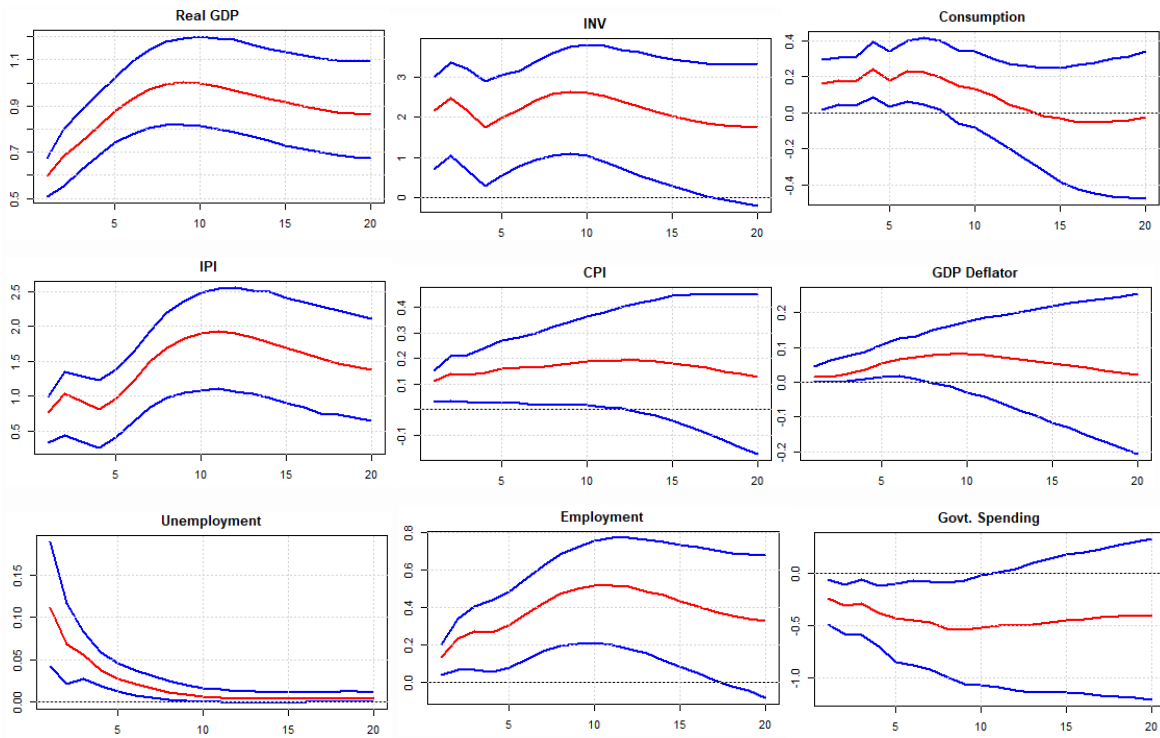 Real GDP
0.5 0.7 0.9 1.1
5 10 15 20
INV
0 1 2 3
5 10 15 20
Consumption
-0.4 -0.2 0.0 0.2 0.4
5 10 15 20
IPI
0.5 1.0 1.5 2.0 2.5
5 10 15 20
CPI
-0.1 0.1 0.2 0.3 0.4
5 10 15 20
GDP Deflator
-0.2 -0.1 0.0 0.1 0.2
5 10 15 20
Unemployment
0.00 0.05 0.10 0.15
5 10 15 20
Employment
0.0 0.2 0.4 0.6 0.8
5 10 15 20
Govt. Spending
-1.0 -0.5 0.0
5 10 15 20